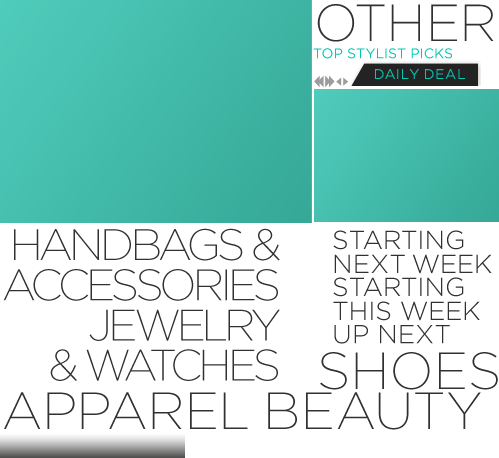 OTHER
TOP STYLIST PICKS
DAILY DEAL
HANDBAGS &
ACCESSORIES
JEWELRY
& WATCHES
STARTING
NEXT WEEK
STARTING
THIS WEEK
UP NEXT
SHOES
APPAREL BEAUTY